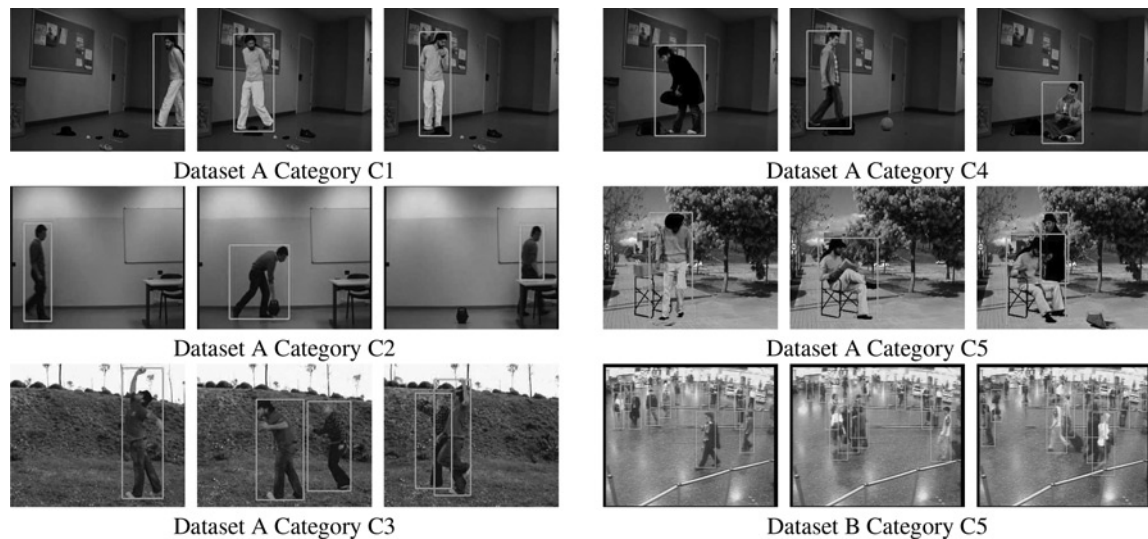 Dataset A Category C1
Dataset A Category C4
Dataset A Category C2
Dataset A Category C5
Dataset A Category C3
Dataset B Category C5